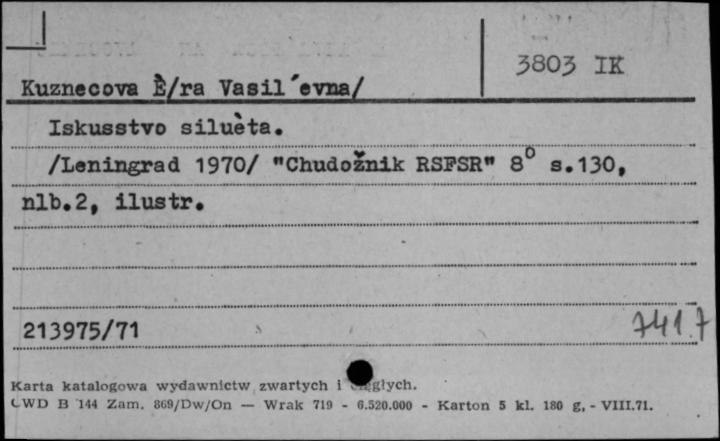 3803 IK
Kuznecova È/ra Vasil´evna/
Iskusstvo siluèta.
/Leningrad 1970/ "Chudožnik RSFSR" 8° s.130,
nlb.2, ilustr.
213975/71
7417
Karta katalogowa wydawnictw zwartych i ciągłych.
CWD B 144 Zam. 869/Dw/On — Wrak 719 - 6.520.000 - Karton 5 kl. 180 g, - VIII.71.